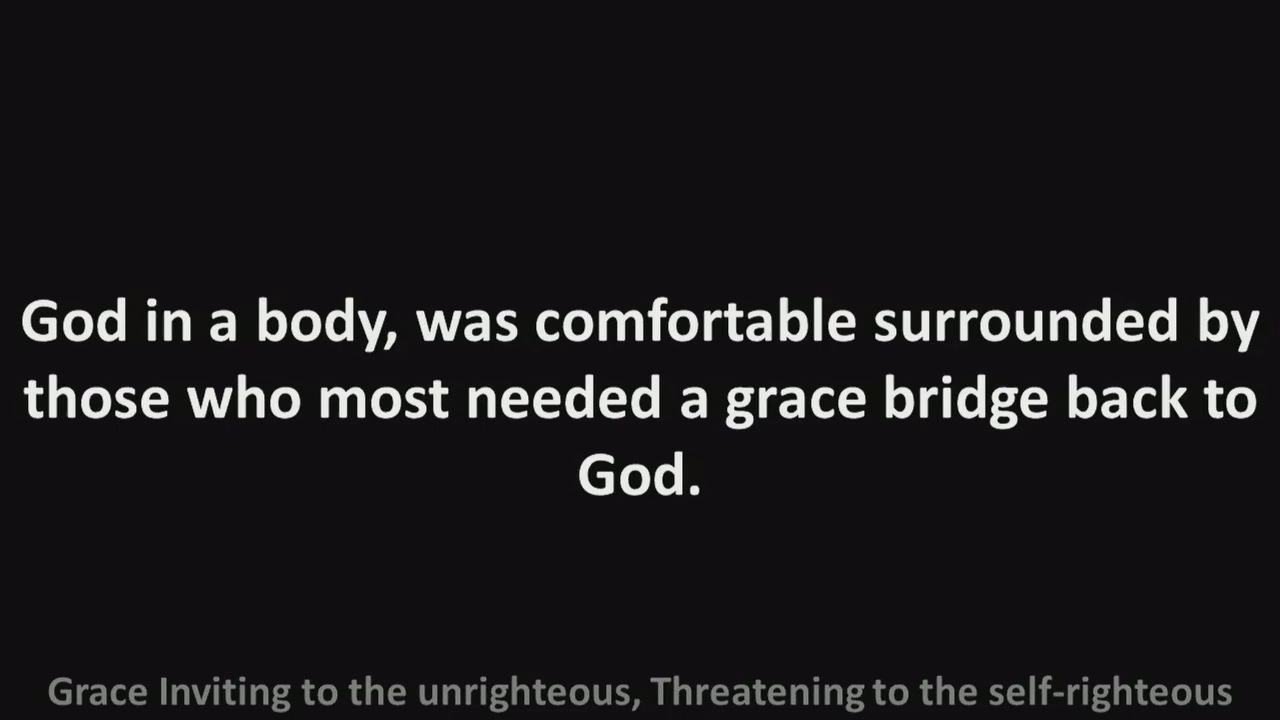 God in a body, was comfortable surrounded by
those who most needed a grace bridge back to
God.
Grace Inviting to the unrighteous, Threatening to the self-righteous